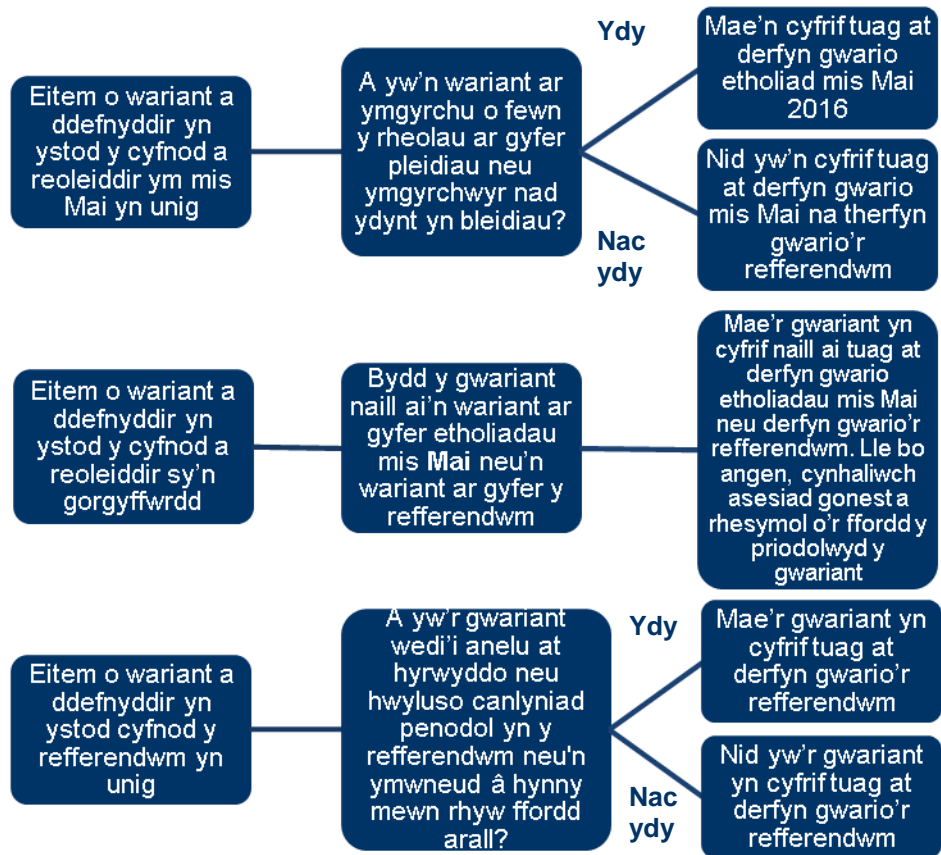 Eitem o wariant a
ddefnyddir yn
ystod y cyfnod a
reoleiddir ym mis
Mai yn unig
A yw'n wariant ar
ymgyrchu o fewn
y rheolau ar gyfer
pleidiau neu
ymgyrchwyr nad
ydynt yn bleidiau?
Ydy
Mae'n cyfrif tuag at
derfyn gwario
etholiad mis Mai
2016
Nac
ydy
Nid yw'n cyfrif tuag
at derfyn gwario
mis Mai na therfyn
gwario'r
refferendwm
Eitem o wariant a
ddefnyddir yn
ystod y cyfnod a
reoleiddir sy'n
gorgyffwrdd
Bydd y gwariant
naill ai'n wariant ar
gyfer etholiadau
mis Mai neu'n
wariant ar gyfer y
refferendwm
Mae'r gwariant yn
cyfrif naill ai tuag at
derfyn gwario
etholiadau mis Mai
neu derfyn gwario'r
refferendwm. Lle bo
angen, cynhaliwch
asesiad gonest a
rhesymol o'r ffordd y
priodolwyd y
gwariant
Eitem o wariant a
ddefnyddir yn
ystod cyfnod y
refferendwm yn
unig
A yw'r gwariant
wedi'i anelu at
hyrwyddo neu
hwyluso canlyniad
penodol yn y
refferendwm neu'n
ymwneud â hynny
mewn rhyw ffordd
arall?
Ydy
Mae'r gwariant yn
cyfrif tuag at
derfyn gwario'r
refferendwm
Nac
ydy
Nid yw'r gwariant
yn cyfrif tuag at
derfyn gwario'r
refferendwm